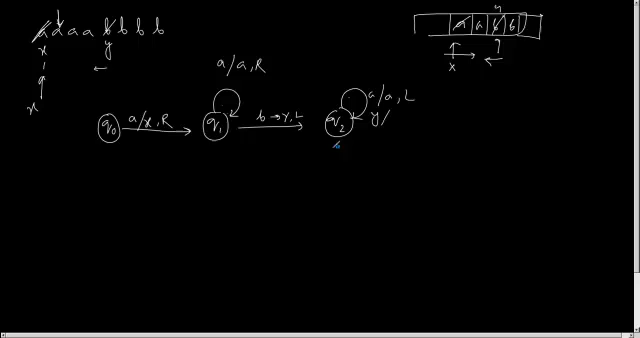 a a a a b b b b
x y
a
x
a/a, R
q0 a/x, R q1 b → Y, L q2 a/a, L
y/
y
a a b b
x